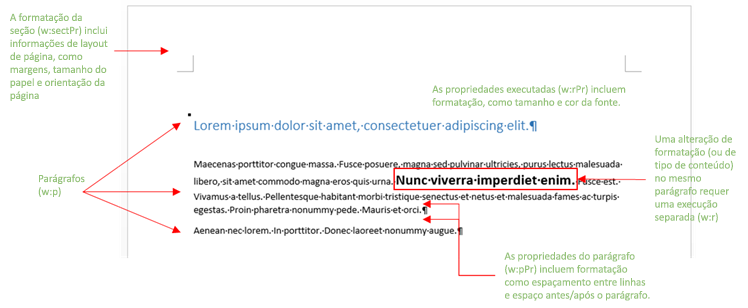 A formatação da
seção (w:sectPr) inclui
informações de layout
de página, como
margens, tamanho do
papel e orientação da
página
As propriedades executadas (w:rPr) incluem
formatação, como tamanho e cor da fonte.
Lorem·ipsum·dolor·sit·amet,·consectetuer·adipiscing·elit.¶
Parágrafos
(w:p)
Maecenas·porttitor·congue·massa.·Fusce·posuere,·magna·sed·pulvinar·ultricies,·purus·lectus·malesuada·
libero,·sit·amet·commodo·magna·eros·quis·urna.·Nunc·viverra·imperdiet·enim.·Fusce·est.·
Vivamus·a·tellus.·Pellentesque·habitant·morbi·tristique·senectus·et·netus·et·malesuada·fames·ac·turpis·
egestas.·Proin·pharetra·nonummy·pede.·Mauris·et·orci.¶
Aenean·nec·lorem.·In·porttitor.·Donec·laoreet·nonummy·augue.¶
Uma alteração de
formatação (ou de
tipo de conteúdo)
no mesmo
parágrafo requer
uma execução
separada (w:r)
As propriedades do parágrafo
(w:pPr) incluem formatação
como espaçamento entre linhas
e espaço antes/após o parágrafo.